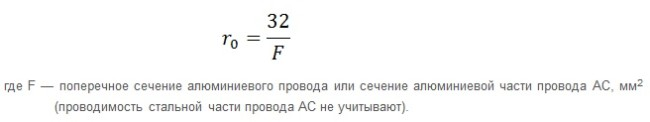 r₀ = 32/F
где F — поперечное сечение алюминиевого провода или сечение алюминиевой части провода АС, мм²
(проводимость стальной части провода АС не учитывают).